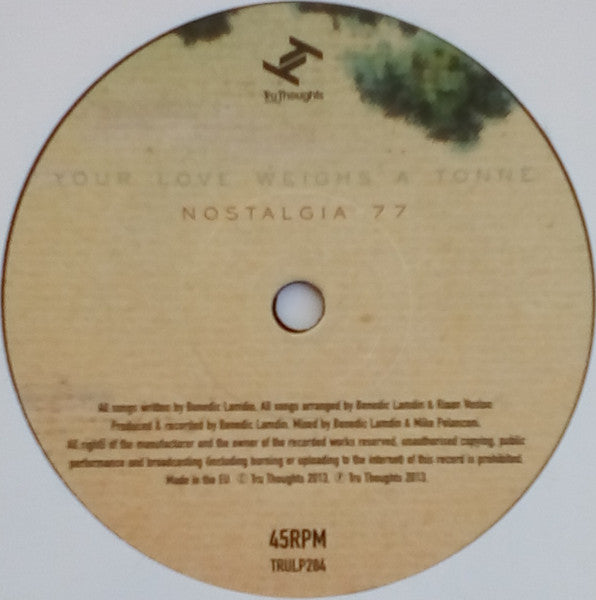 Tru Thoughts
YOUR LOVE WEIGHS A TONNE
NOSTALGIA 77
All songs written by Benedic Lamdin. All songs arranged by Benedic Lamdin & Riaan Vosloo
Produced & recorded by Benedic Lamdin. Mixed by Benedic Lamdin & Mike Pelanconi.
All rights of the manufacturer and the owner of the recorded works reserved, unauthorised copying, public
performance and broadcasting (including burning or uploading to the internet) of this record is prohibited.
Made in the EU © Tru Thoughts 2013 ℗ Tru Thoughts 2013
45RPM
TRULP284